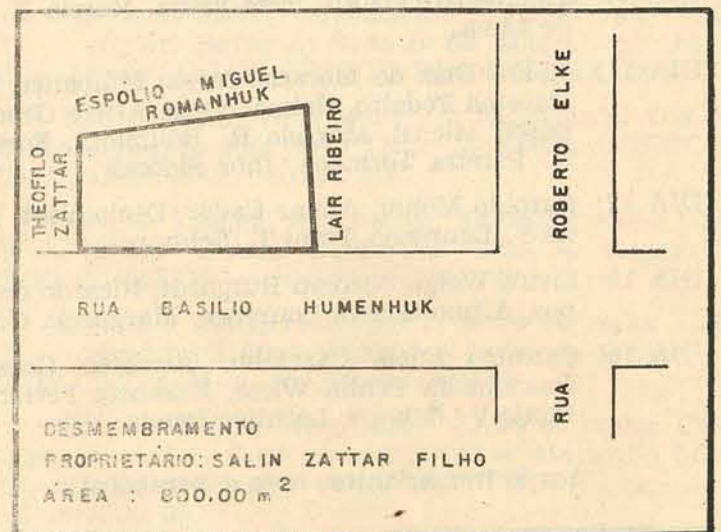 ESPOLIO MIGUEL
ROMANHUK
THEOFILO
ZATTAR
LAIR RIBEIRO
RUA ROBERTO ELKE
RUA BASILIO HUMENHUK
DESMEMBRAMENTO
PROPRIETARIO: SALIN ZATTAR FILHO
AREA : 800.00 m²